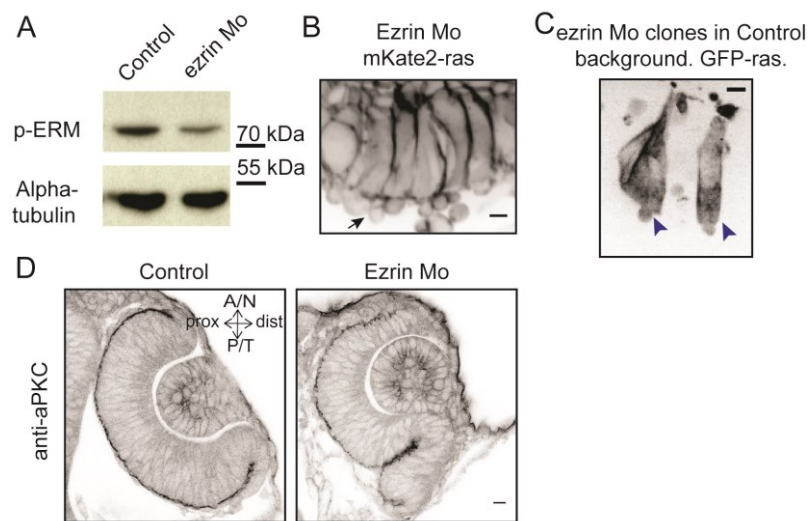 A
Control
ezrin Mo
p-ERM
70 kDa
55 kDa
Alpha-
tubulin
B
Ezrin Mo
mKate2-ras
C
ezrin Mo clones in Control
background. GFP-ras.
D
Control
Ezrin Mo
anti-aPKC
A/N
prox
dist
P/T